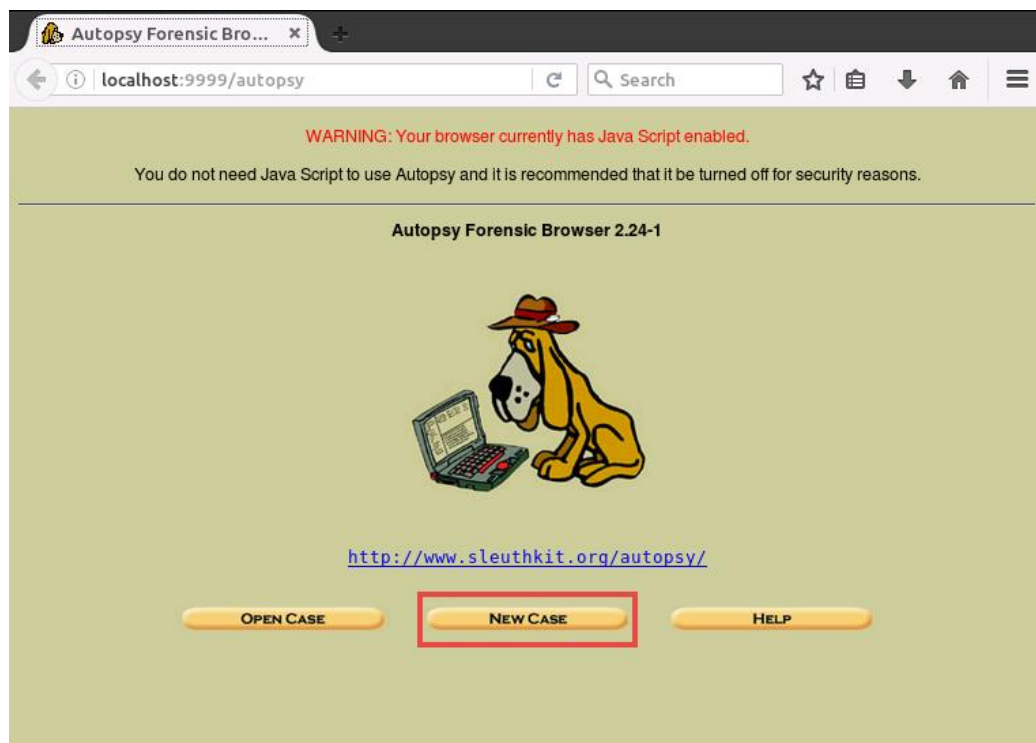 Autopsy Forensic Bro...
localhost:9999/autopsy
Search
WARNING: Your browser currently has Java Script enabled.
You do not need Java Script to use Autopsy and it is recommended that it be turned off for security reasons.
Autopsy Forensic Browser 2.24-1
http://www.sleuthkit.org/autopsy/
OPEN CASE
NEW CASE
HELP